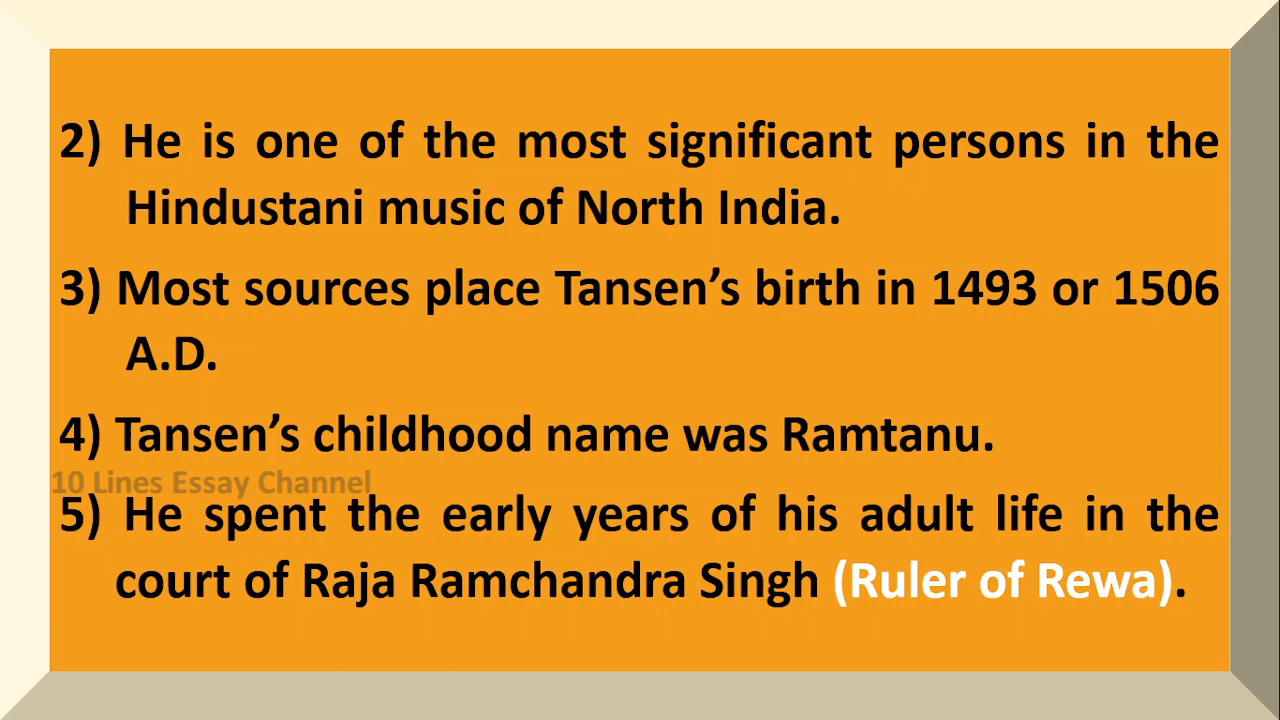 2) He is one of the most significant persons in the
Hindustani music of North India.
3) Most sources place Tansen’s birth in 1493 or 1506
A.D.
4) Tansen’s childhood name was Ramtanu.
10 Lines Essay Channel
5) He spent the early years of his adult life in the
court of Raja Ramchandra Singh (Ruler of Rewa).